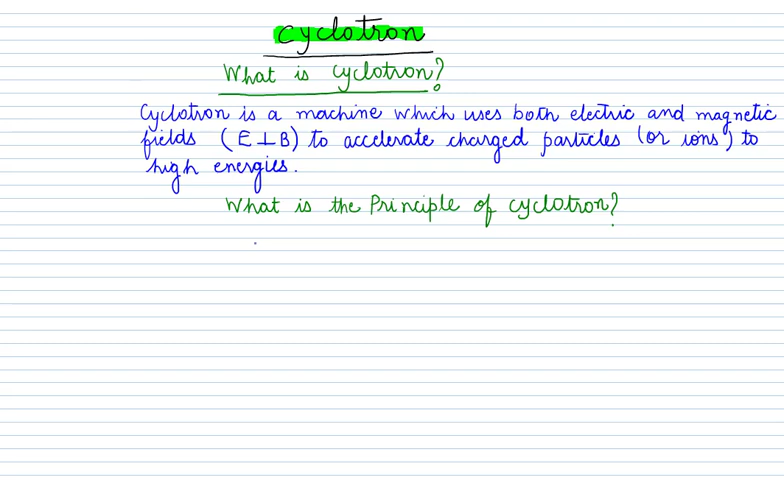 cyclotron
What is cyclotron?
Cyclotron is a machine which uses both electric and magnetic
fields (E⊥B) to accelerate charged particles (or ions) to
high energies.
What is the Principle of cyclotron?